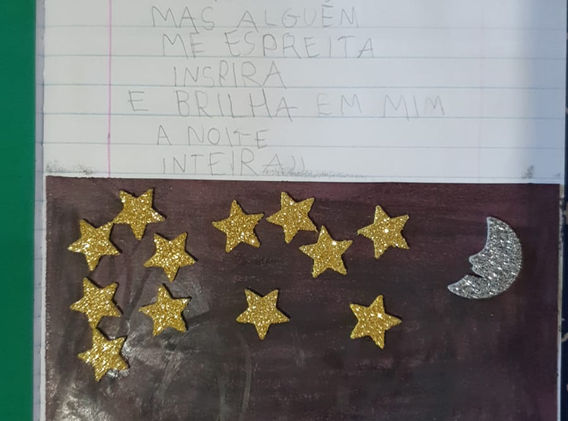 MAS ALGUÉM
ME ESPREITA
INSPIRA
E BRILHA EM MIM
A NOITE
INTEIRA!!